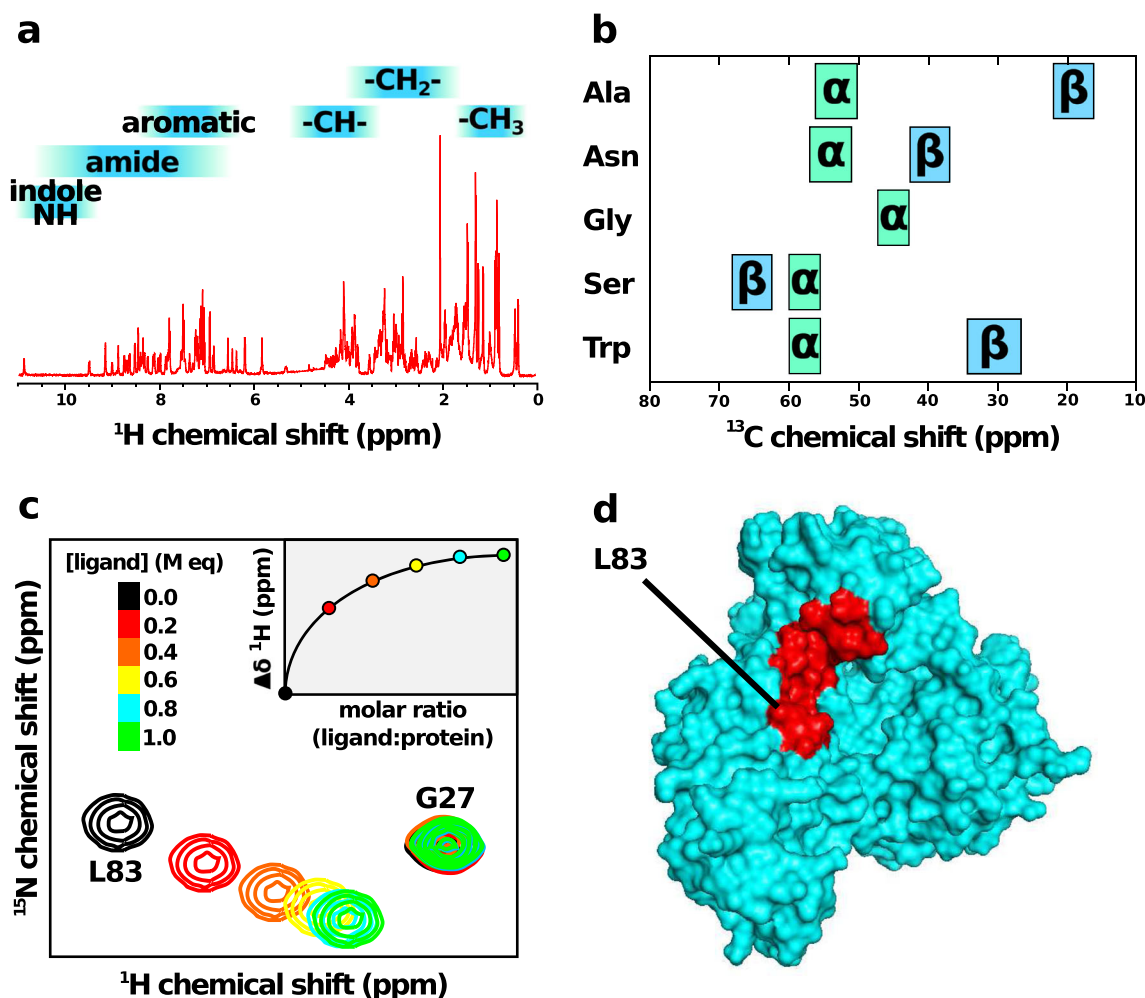 a
-CH₂-
aromatic
-CH-
-CH₃
amide
indole
NH
10
8
6
4
2
0
¹H chemical shift (ppm)
b
Ala
α
β
Asn
α
β
Gly
α
Ser
β
α
Trp
α
β
80
70
60
50
40
30
20
10
¹³C chemical shift (ppm)
c
[ligand] (M eq)
0.0
0.2
0.4
0.6
0.8
1.0
Δδ ¹H (ppm)
molar ratio
(ligand:protein)
¹⁵N chemical shift (ppm)
L83
G27
¹H chemical shift (ppm)
d
L83